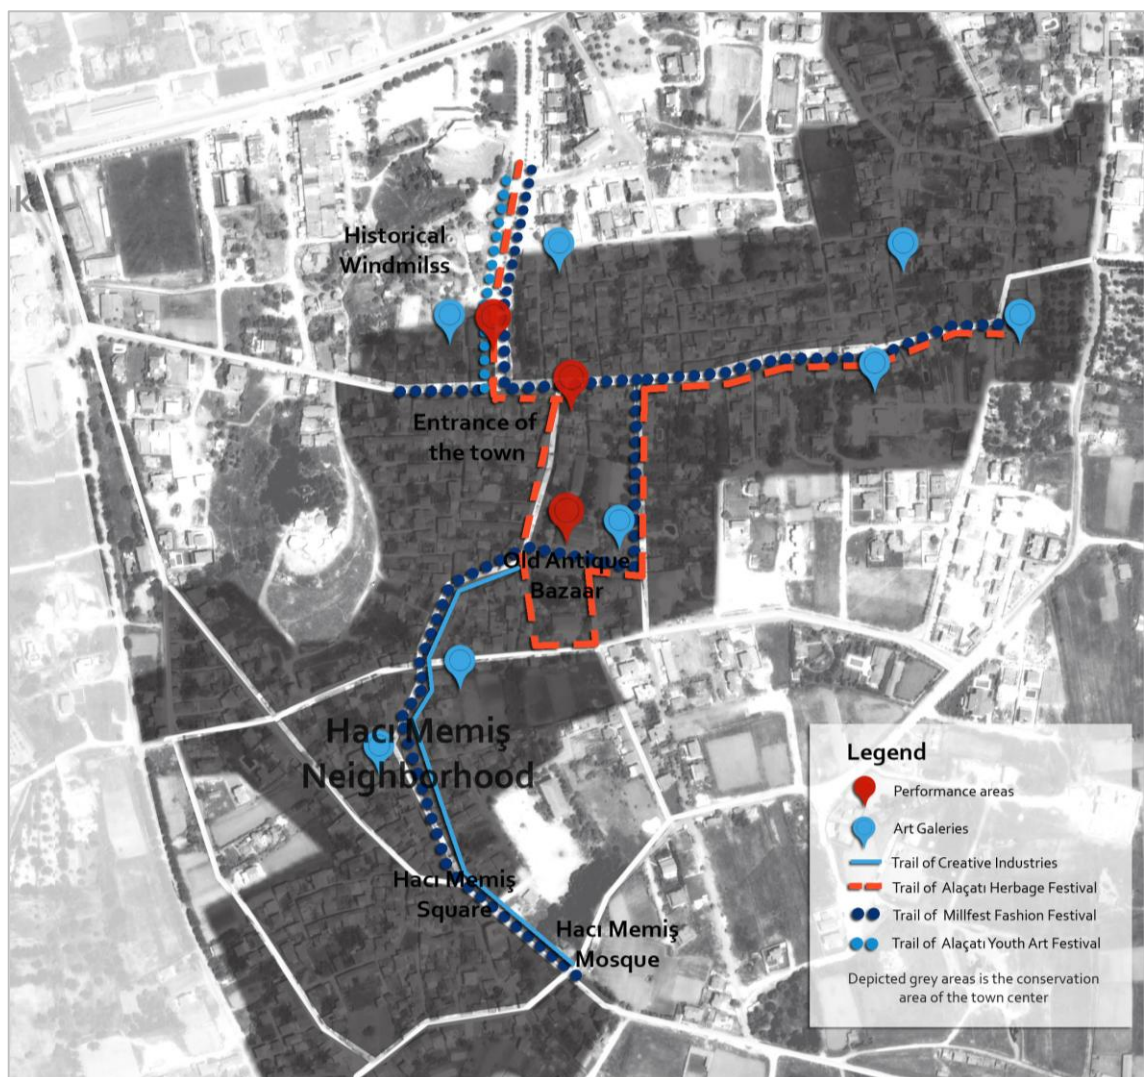 k
Historical
Windmilss
Entrance of
the town
Old Antique
Bazaar
Hacı Memiş
Neighborhood
Hacı Memiş
Square
Hacı Memiş
Mosque
Legend
Performance areas
Art Galeries
Trail of Creative Industries
Trail of Alaçatı Herbage Festival
Trail of Millfest Fashion Festival
Trail of Alaçatı Youth Art Festival
Depicted grey areas is the conservation
area of the town center